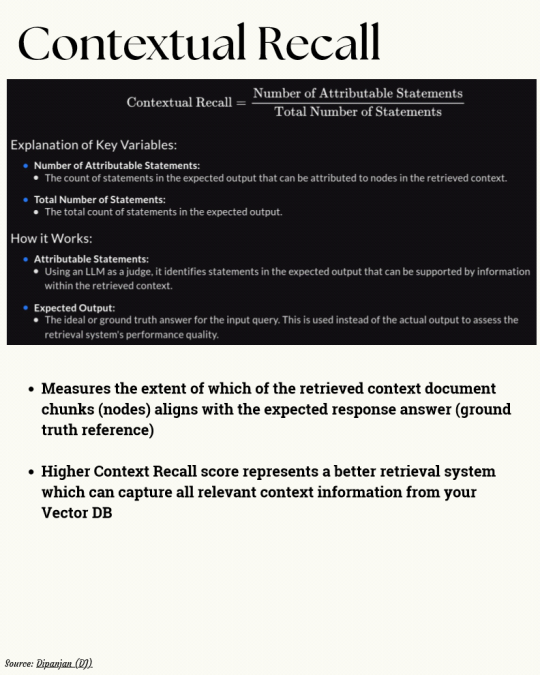 Contextual Recall
Contextual Recall = Number of Attributable Statements / Total Number of Statements
Explanation of Key Variables:
• Number of Attributable Statements:
• The count of statements in the expected output that can be attributed to nodes in the retrieved context.
• Total Number of Statements:
• The total count of statements in the expected output.
How it Works:
• Attributable Statements:
• Using an LLM as a judge, it identifies statements in the expected output that can be supported by information
within the retrieved context.
• Expected Output:
• The ideal or ground truth answer for the input query. This is used instead of the actual output to assess the
retrieval system's performance quality.
• Measures the extent of which of the retrieved context document
chunks (nodes) aligns with the expected response answer (ground
truth reference)
• Higher Context Recall score represents a better retrieval system
which can capture all relevant context information from your
Vector DB
Source: Dipanjan (DJ)